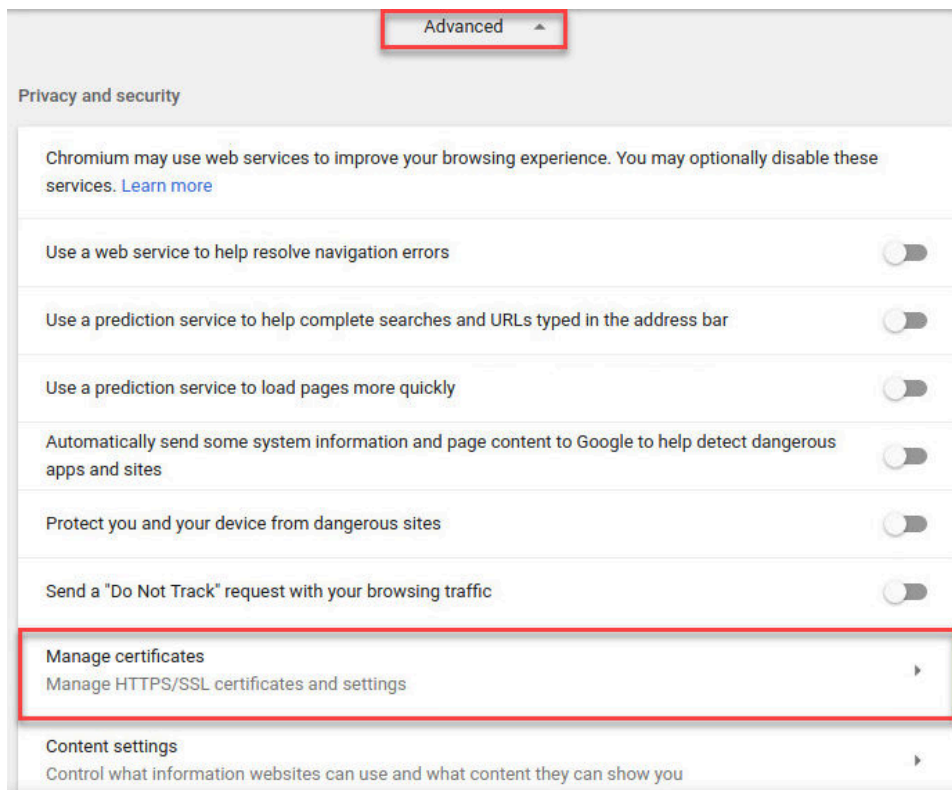 Advanced
Privacy and security
Chromium may use web services to improve your browsing experience. You may optionally disable these
services. Learn more
Use a web service to help resolve navigation errors
Use a prediction service to help complete searches and URLs typed in the address bar
Use a prediction service to load pages more quickly
Automatically send some system information and page content to Google to help detect dangerous
apps and sites
Protect you and your device from dangerous sites
Send a "Do Not Track" request with your browsing traffic
Manage certificates
Manage HTTPS/SSL certificates and settings
Content settings
Control what information websites can use and what content they can show you